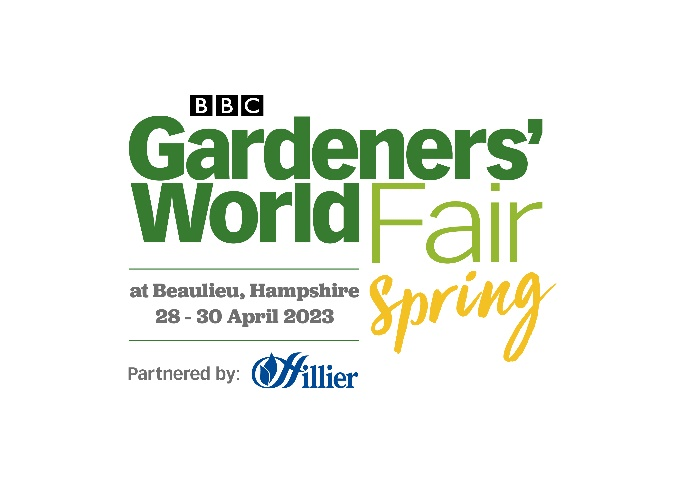 BBC
Gardeners'
World Fair
Spring
at Beaulieu, Hampshire
28 - 30 April 2023
Partnered by: Hillier